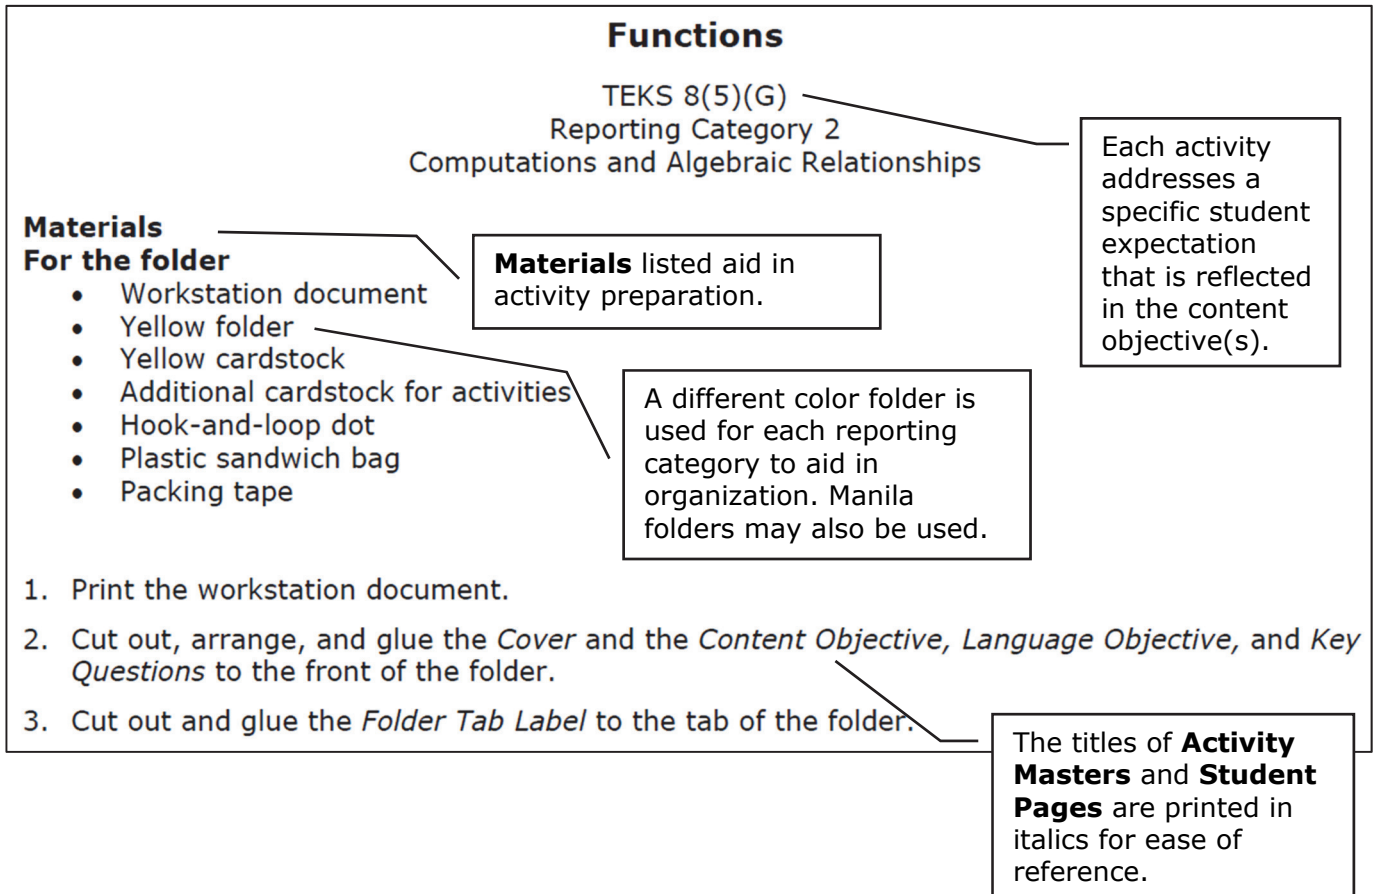 Functions
TEKS 8(5)(G)
Reporting Category 2
Computations and Algebraic Relationships
Each activity
addresses a
specific student
expectation
that is reflected
in the content
objective(s).
Materials
For the folder
• Workstation document
• Yellow folder
• Yellow cardstock
• Additional cardstock for activities
• Hook-and-loop dot
• Plastic sandwich bag
• Packing tape
Materials listed aid in
activity preparation.
A different color folder is
used for each reporting
category to aid in
organization. Manila
folders may also be used.
1. Print the workstation document.
2. Cut out, arrange, and glue the Cover and the Content Objective, Language Objective, and Key
Questions to the front of the folder.
3. Cut out and glue the Folder Tab Label to the tab of the folder.
The titles of Activity
Masters and Student
Pages are printed in
italics for ease of
reference.